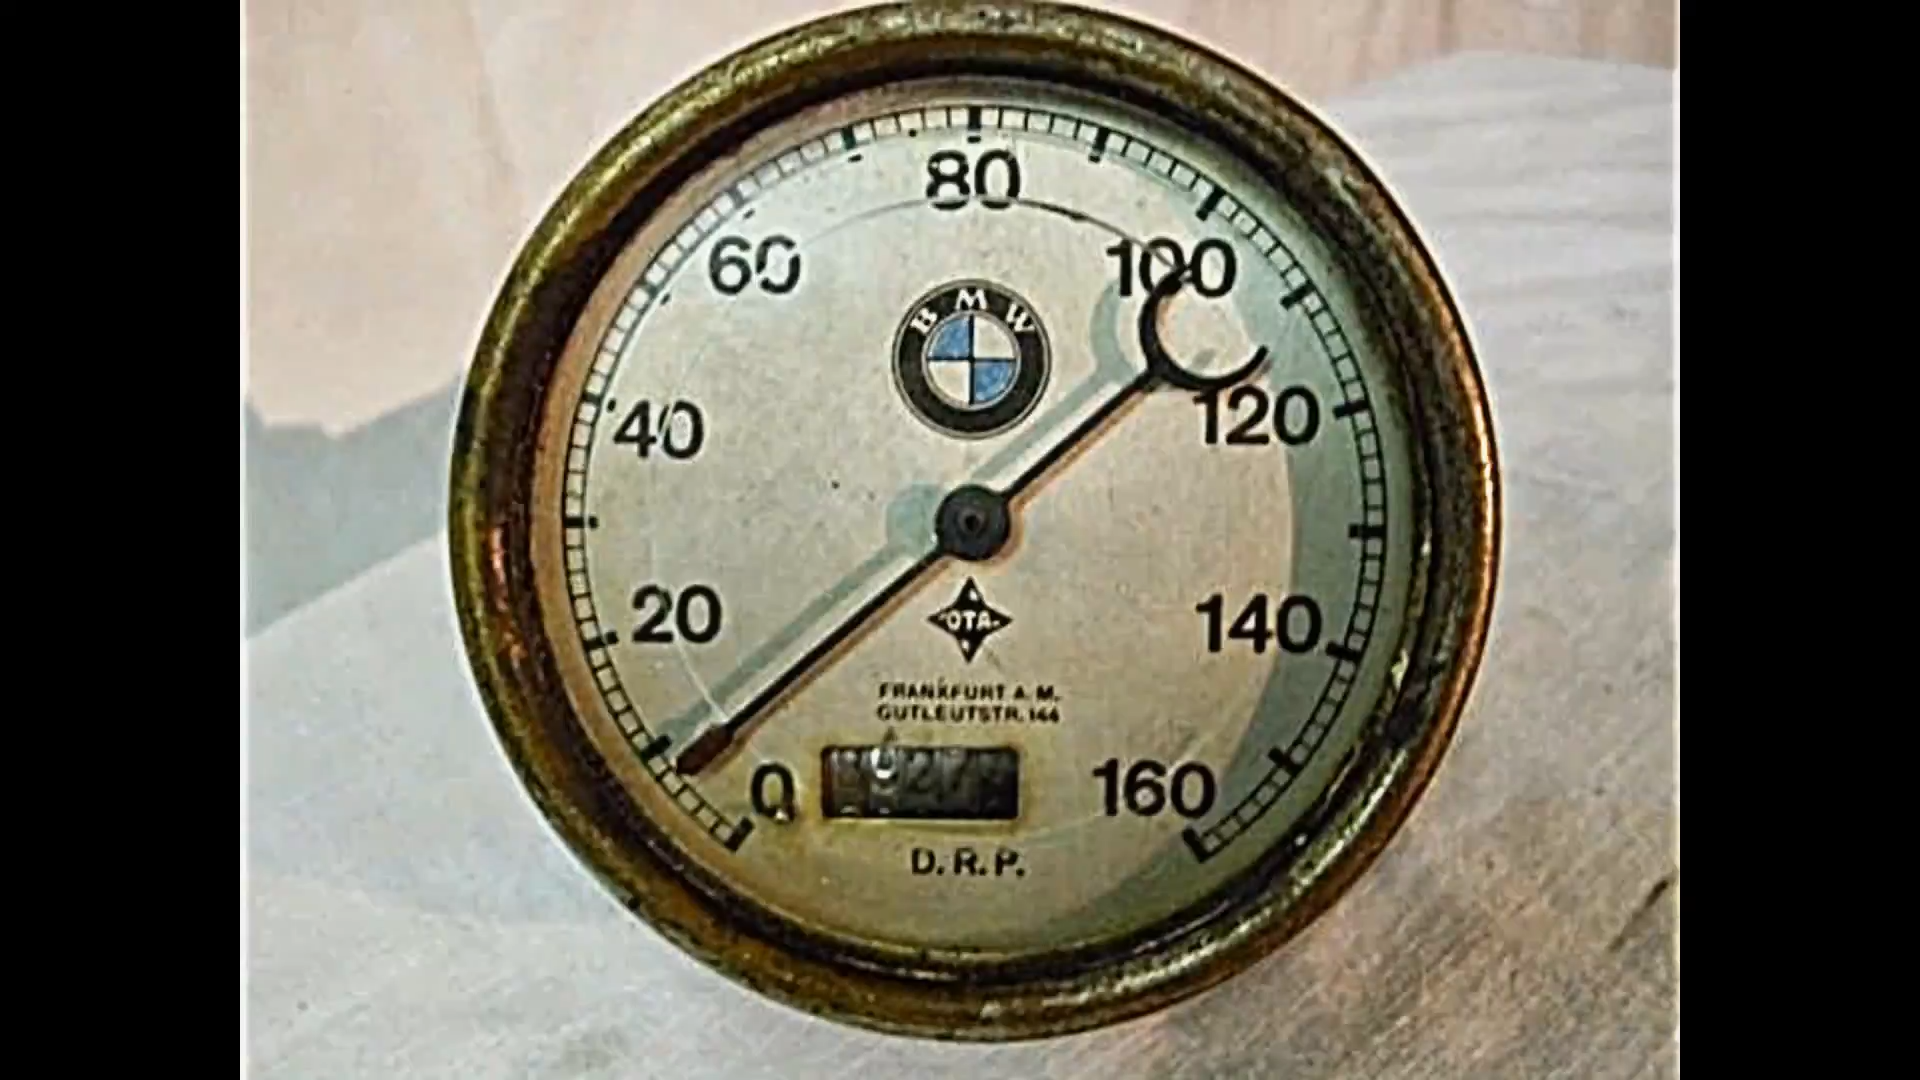 80
60
100
BMW
40
120
20
OTA
140
FRANKFURT A. M.
GUTLEUTSTR. 144
0
160
D. R. P.